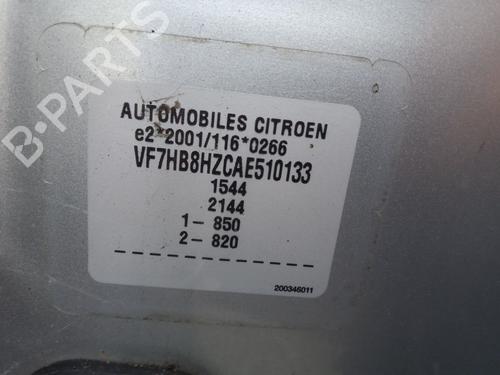 B-PARTS
AUTOMOBILES CITROEN
e2*2001/116*0266
VF7HB8HZCAE510133
1544
2144
1- 850
2- 820
200346011